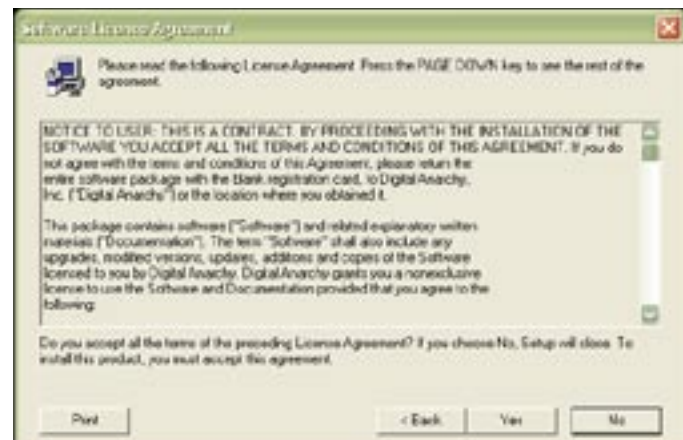 Software License Agreement
Please read the following License Agreement. Press the PAGE DOWN key to see the rest of the
agreement.
NOTICE TO USER: THIS IS A CONTRACT. BY PROCEEDING WITH THE INSTALLATION OF THE
SOFTWARE YOU ACCEPT ALL THE TERMS AND CONDITIONS OF THIS AGREEMENT. If you do
not agree with the terms and conditions of this Agreement, please return the
entire software package with the blank registration card, to Digital Anarchy,
Inc. ("Digital Anarchy") or the location where you obtained it.
This package contains software ("Software") and related explanatory written
materials ("Documentation"). The term "Software" shall also include any
upgrades, modified versions, updates, additions and copies of the Software
licensed to you by Digital Anarchy. Digital Anarchy grants you a nonexclusive
license to use the Software and Documentation provided that you agree to the
following:
Do you accept all the terms of the preceding License Agreement? If you choose No, Setup will close. To
install this product, you must accept this agreement.
Print
< Back
Yes
No